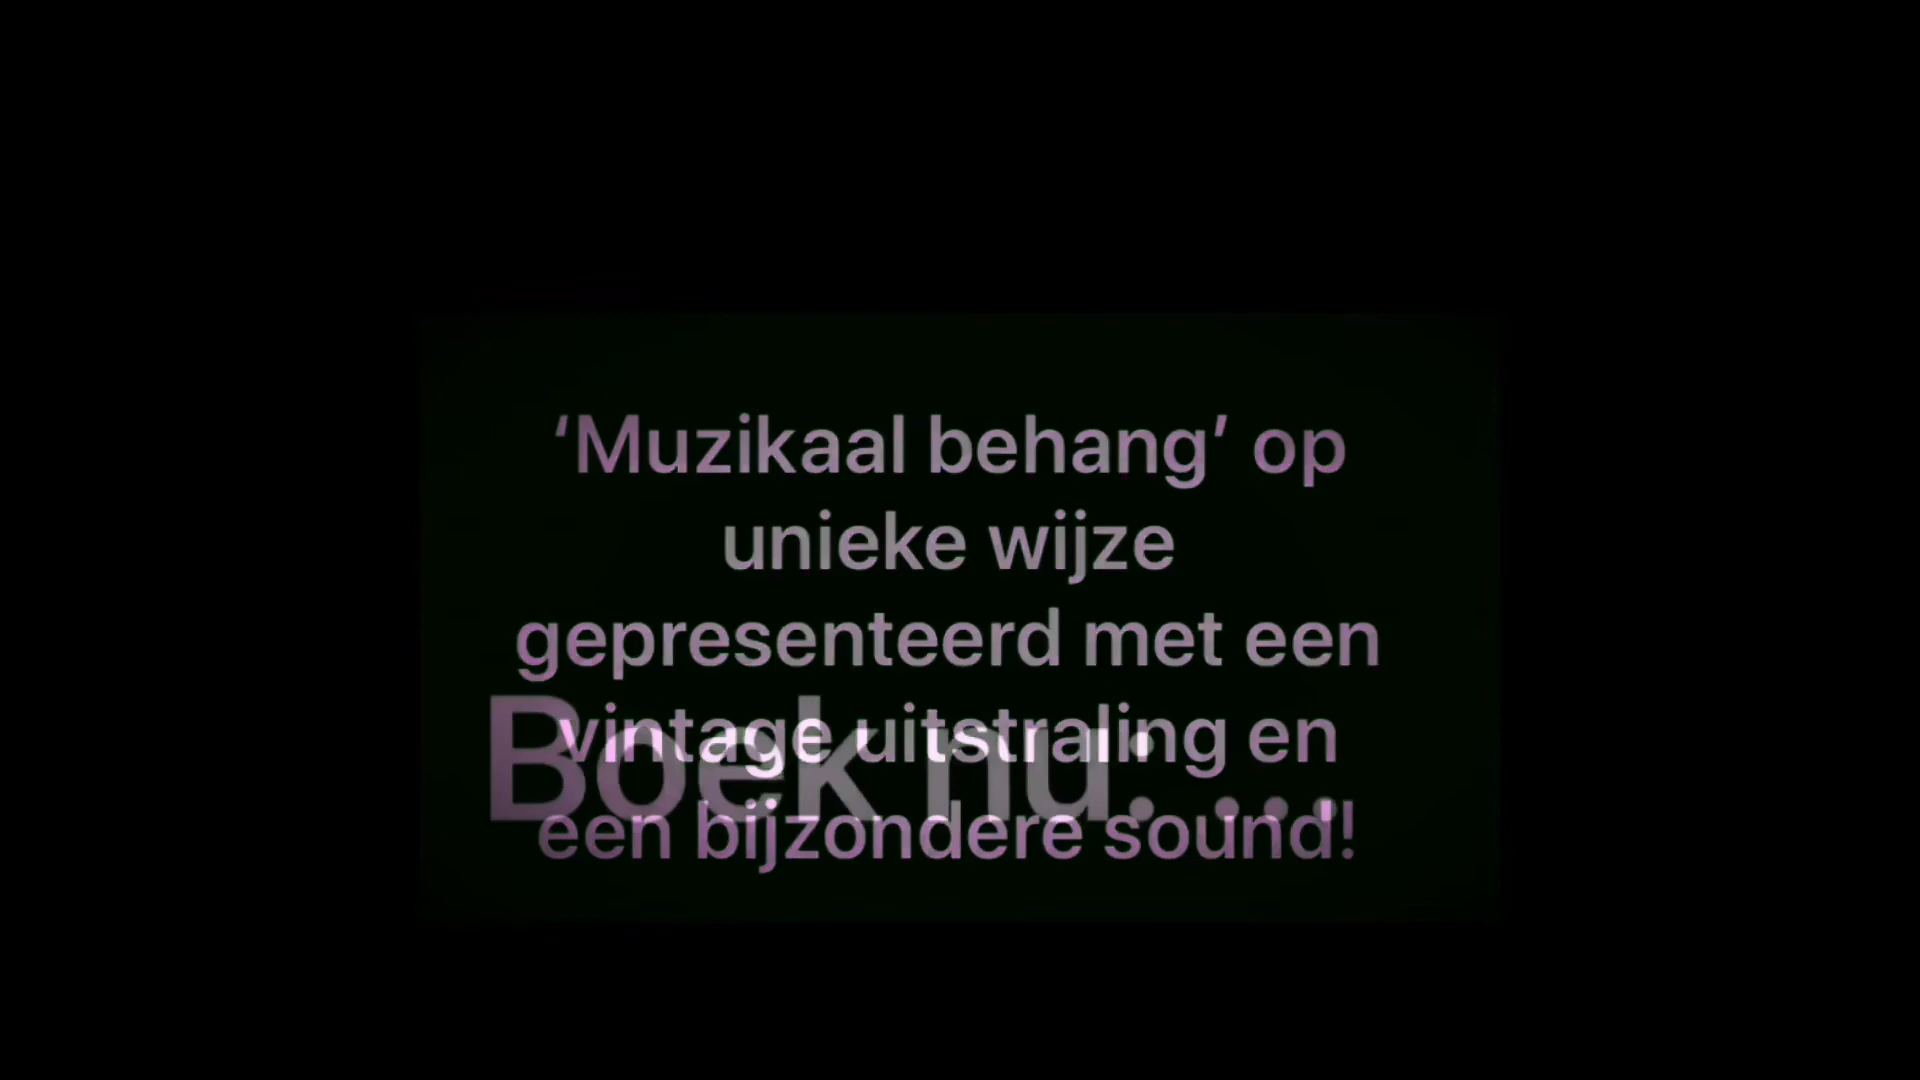 ‘Muzikaal behang’ op
unieke wijze
gepresenteerd met een
vintage uitstraling en
een bijzondere sound!
Boek nu: ...